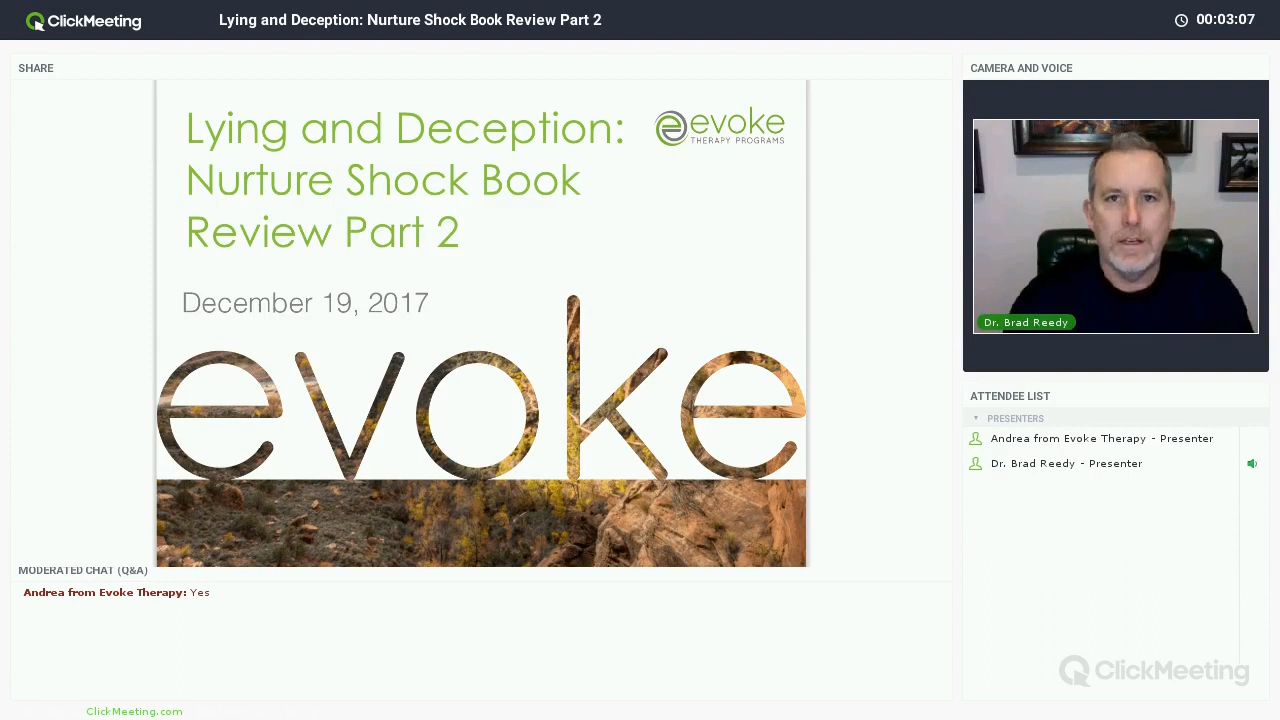 ClickMeeting
Lying and Deception: Nurture Shock Book Review Part 2
00:03:07
SHARE
Lying and Deception:
Nurture Shock Book
Review Part 2
evoke
THERAPY PROGRAMS
December 19, 2017
evoke
MODERATED CHAT (Q&A)
Andrea from Evoke Therapy: Yes
CAMERA AND VOICE
Dr. Brad Reedy
ATTENDEE LIST
PRESENTERS
Andrea from Evoke Therapy - Presenter
Dr. Brad Reedy - Presenter
ClickMeeting
ClickMeeting.com